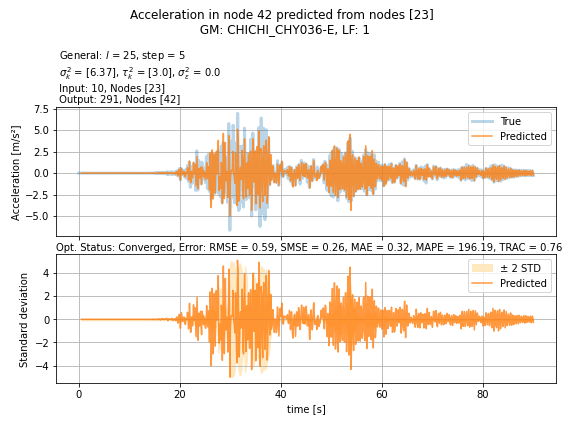 Acceleration in node 42 predicted from nodes [23]
GM: CHICHI_CHY036-E, LF: 1
General: l = 25, step = 5
σ²ₖ = [6.37], τ²ₖ = [3.0], σ²ε = 0.0
Input: 10, Nodes [23]
Output: 291, Nodes [42]
Acceleration [m/s²]
7.5
5.0
2.5
0.0
−2.5
−5.0
True
Predicted
Opt. Status: Converged, Error: RMSE = 0.59, SMSE = 0.26, MAE = 0.32, MAPE = 196.19, TRAC = 0.76
Standard deviation
4
2
0
−2
−4
± 2 STD
Predicted
0 20 40 60 80
time [s]